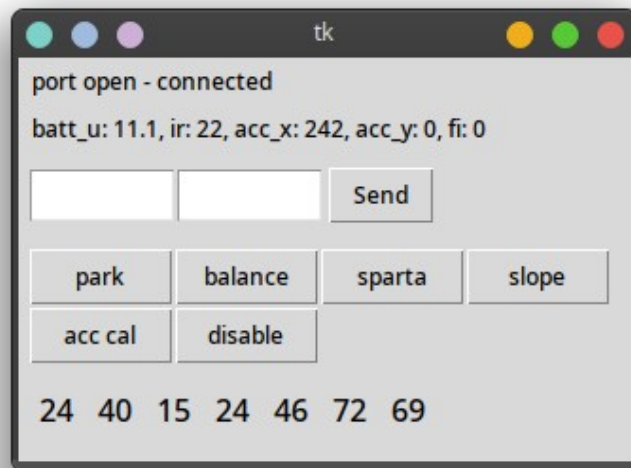 tk
port open - connected
batt_u: 11.1, ir: 22, acc_x: 242, acc_y: 0, fi: 0
Send
park balance sparta slope
acc cal disable
24 40 15 24 46 72 69